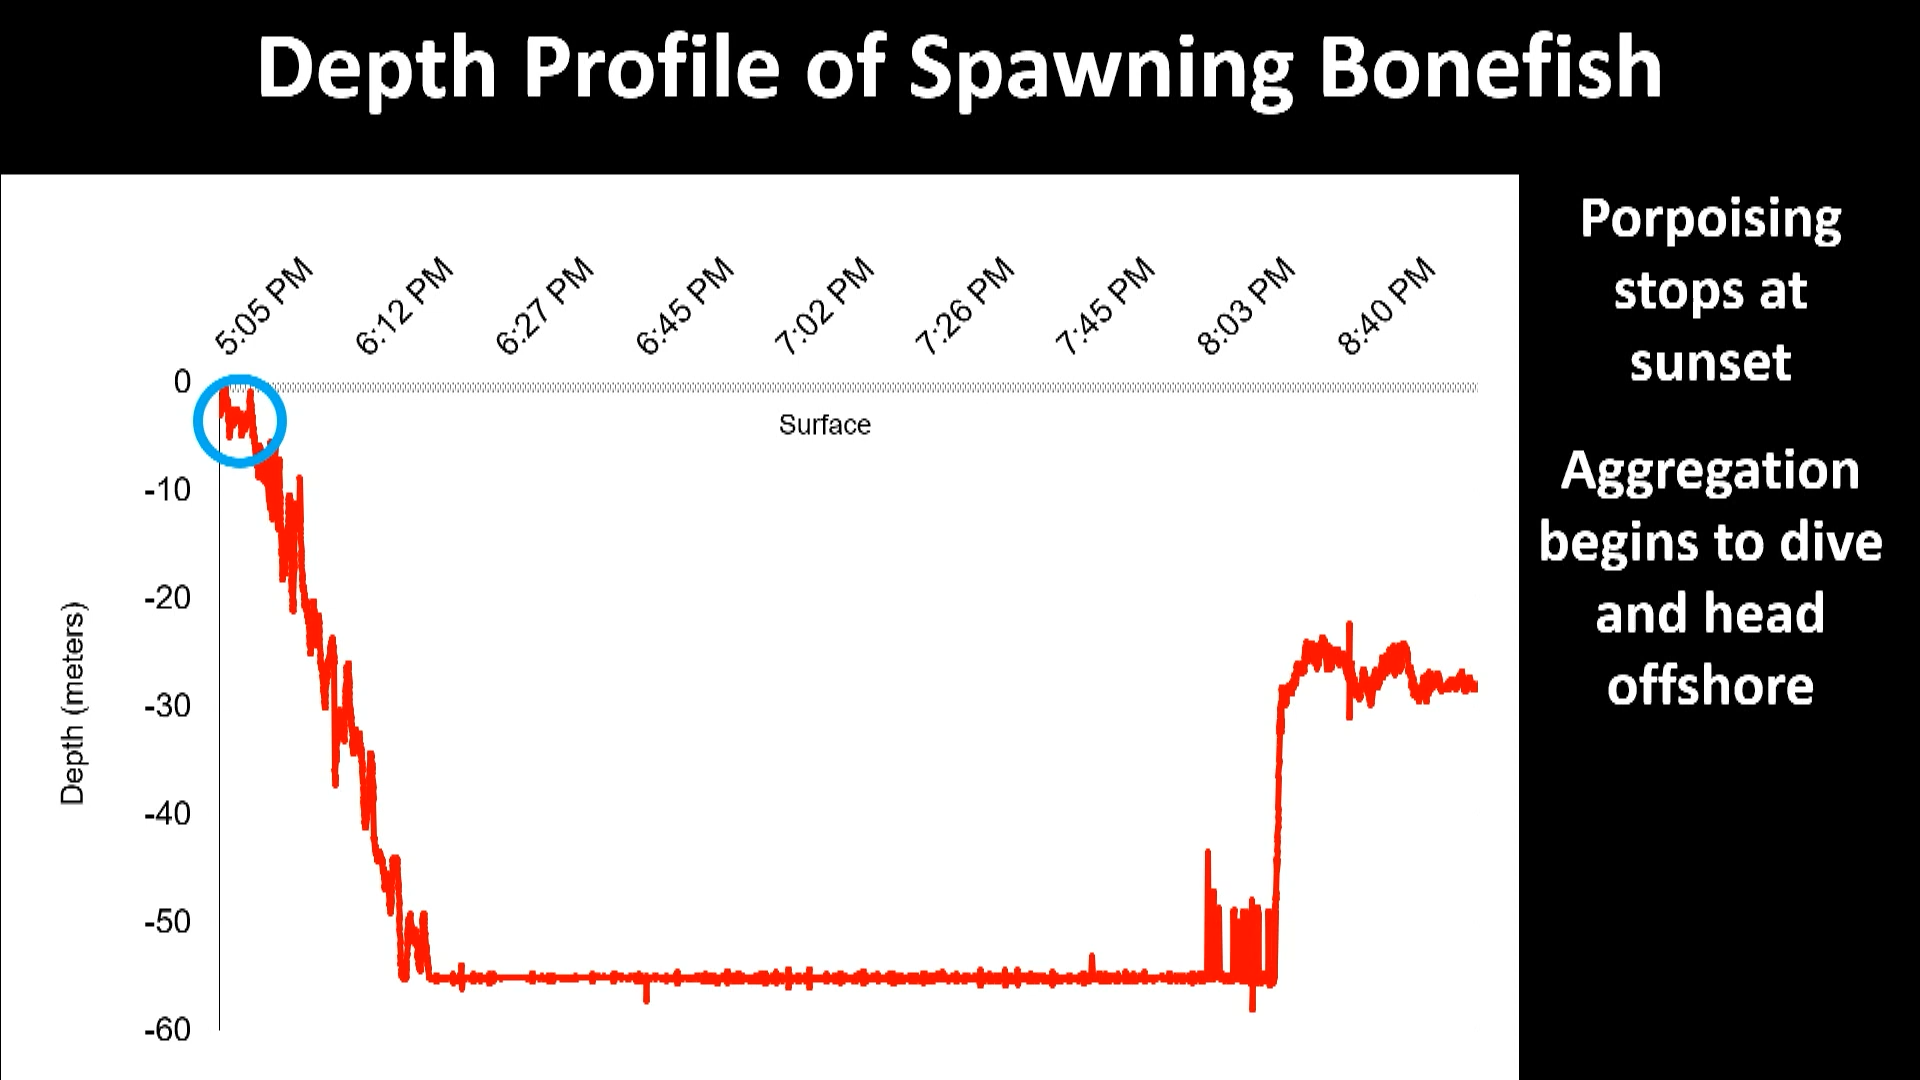 Depth Profile of Spawning Bonefish
Porpoising
stops at
sunset
Aggregation
begins to dive
and head
offshore
5:05 PM
6:12 PM
6:27 PM
6:45 PM
7:02 PM
7:26 PM
7:45 PM
8:03 PM
8:40 PM
Surface
Depth (meters)
0
-10
-20
-30
-40
-50
-60